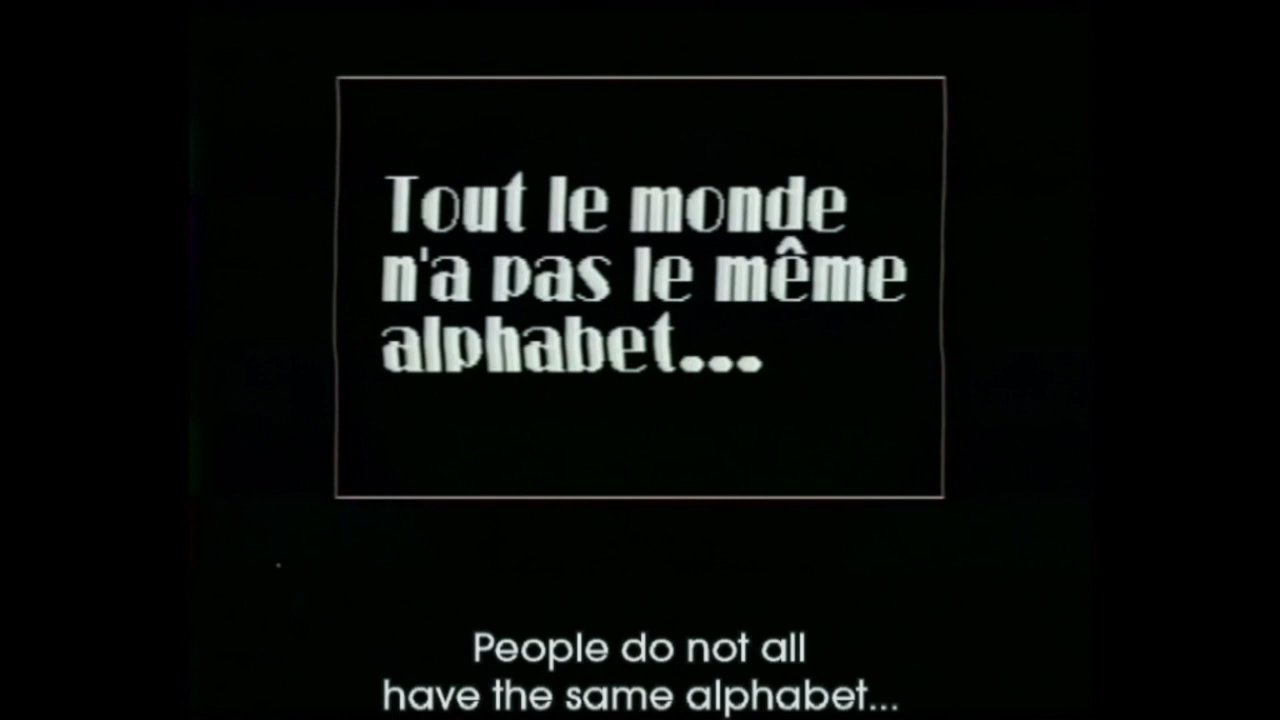 Tout le monde
n'a pas le même
alphabet...
People do not all
have the same alphabet...